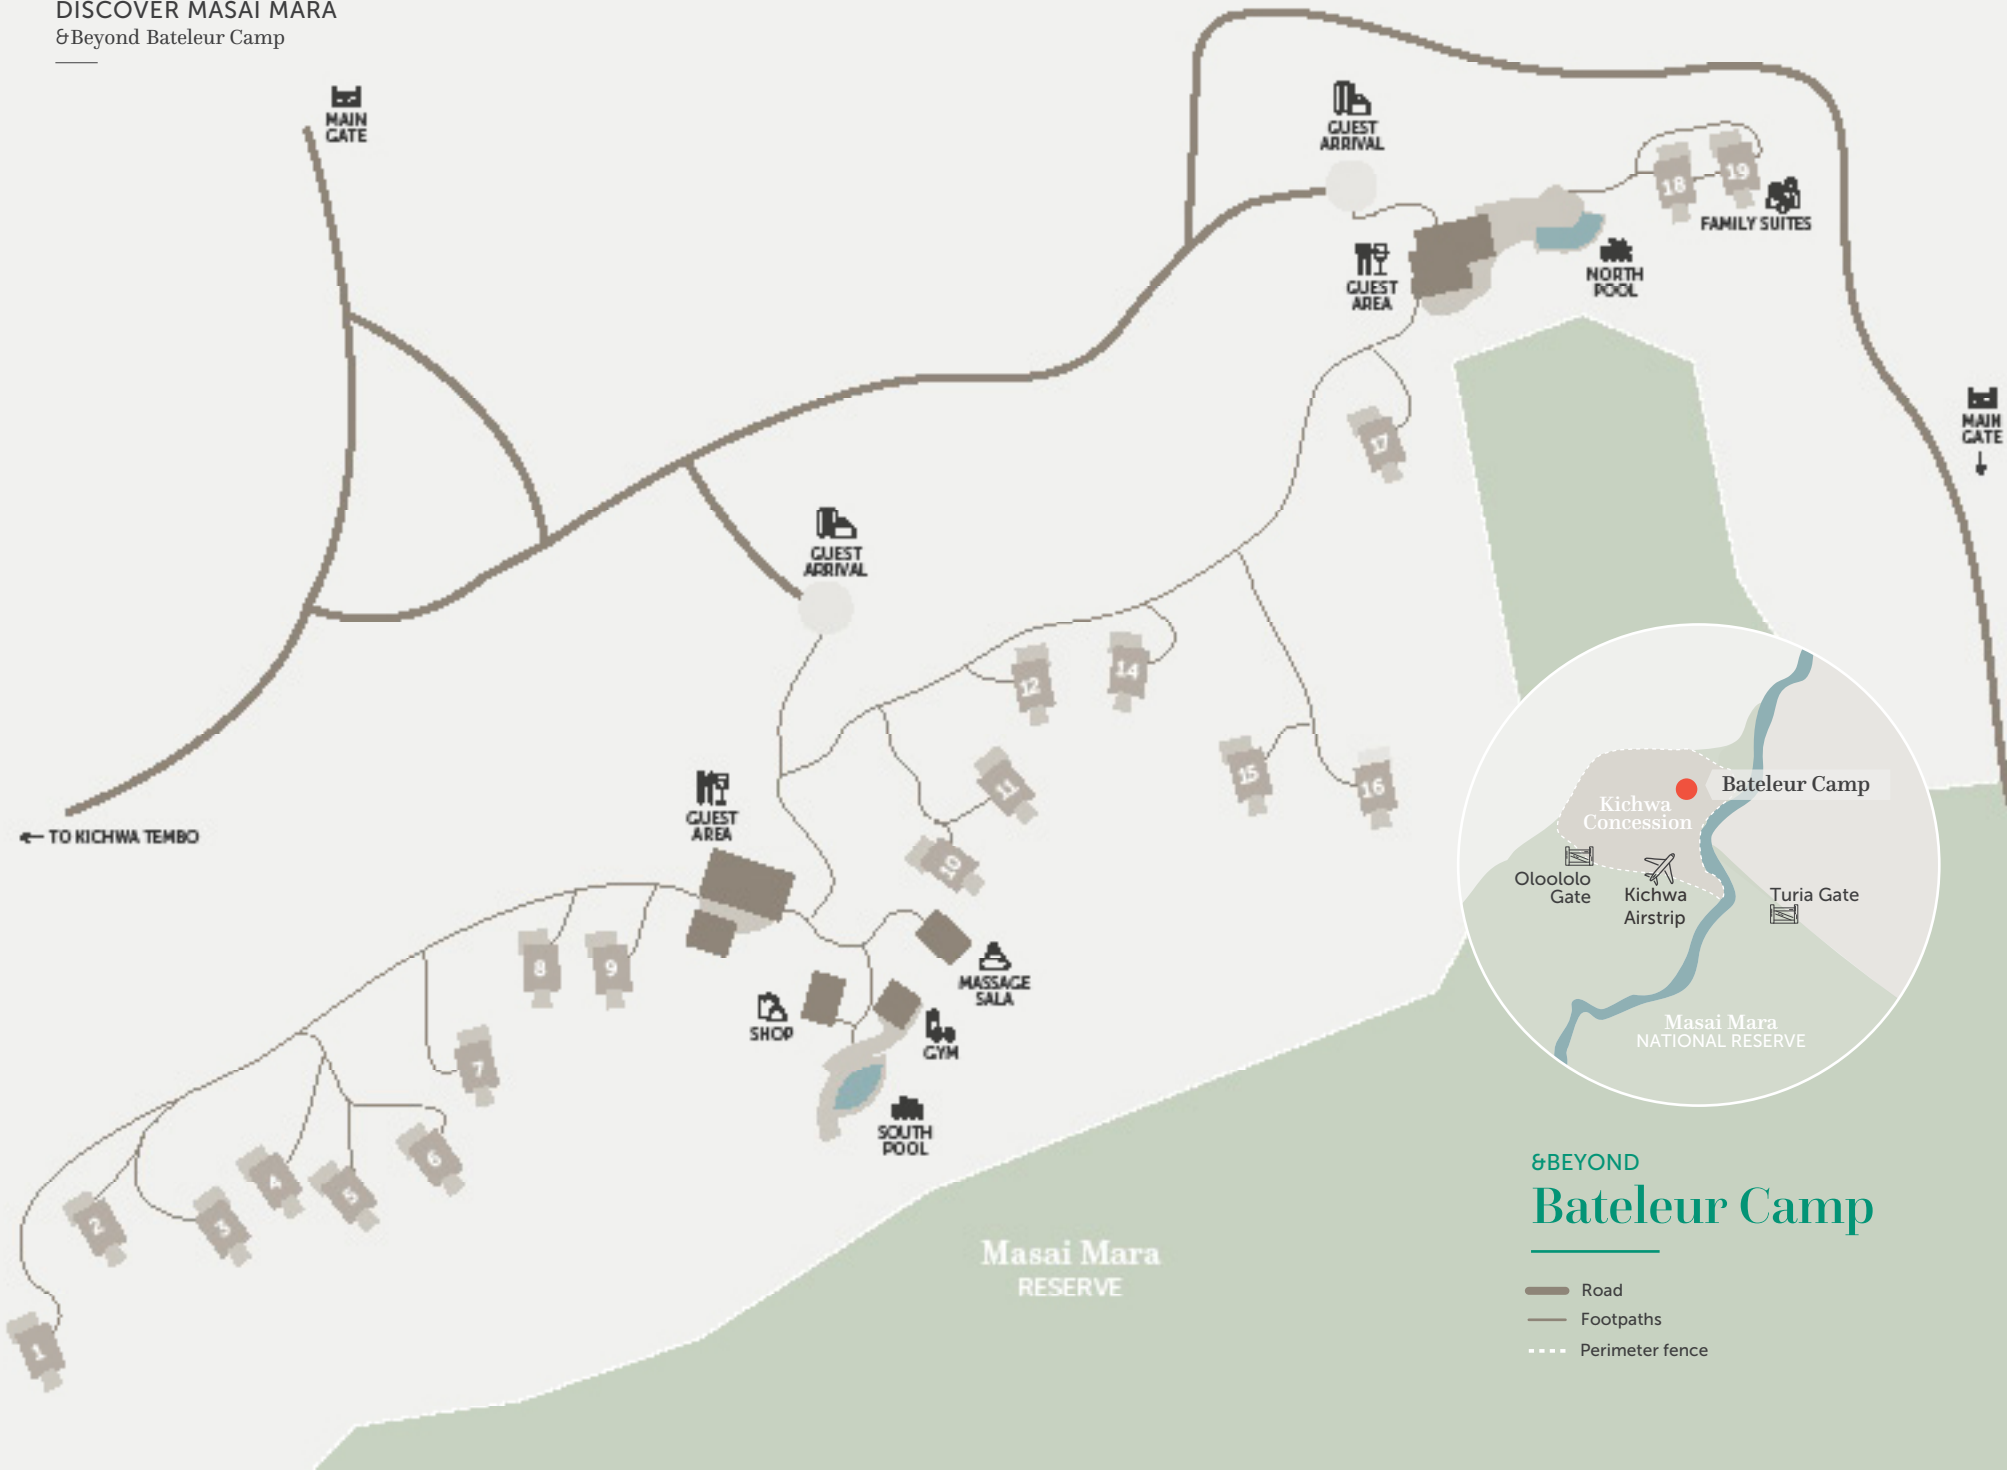 DISCOVER MASAI MARA
&Beyond Bateleur Camp
MAIN
GATE
GUEST
ARRIVAL
18
19
FAMILY SUITES
GUEST
AREA
NORTH
POOL
17
MAIN
GATE
GUEST
ARRIVAL
12
14
15
16
11
10
GUEST
AREA
← TO KICHWA TEMBO
8
9
MASSAGE
SALA
SHOP
GYM
7
SOUTH
POOL
6
5
4
3
2
1
Masai Mara
RESERVE
Bateleur Camp
Kichwa
Concession
Oloololo
Gate
Kichwa
Airstrip
Turia Gate
Masai Mara
NATIONAL RESERVE
&BEYOND
Bateleur Camp
Road
Footpaths
Perimeter fence